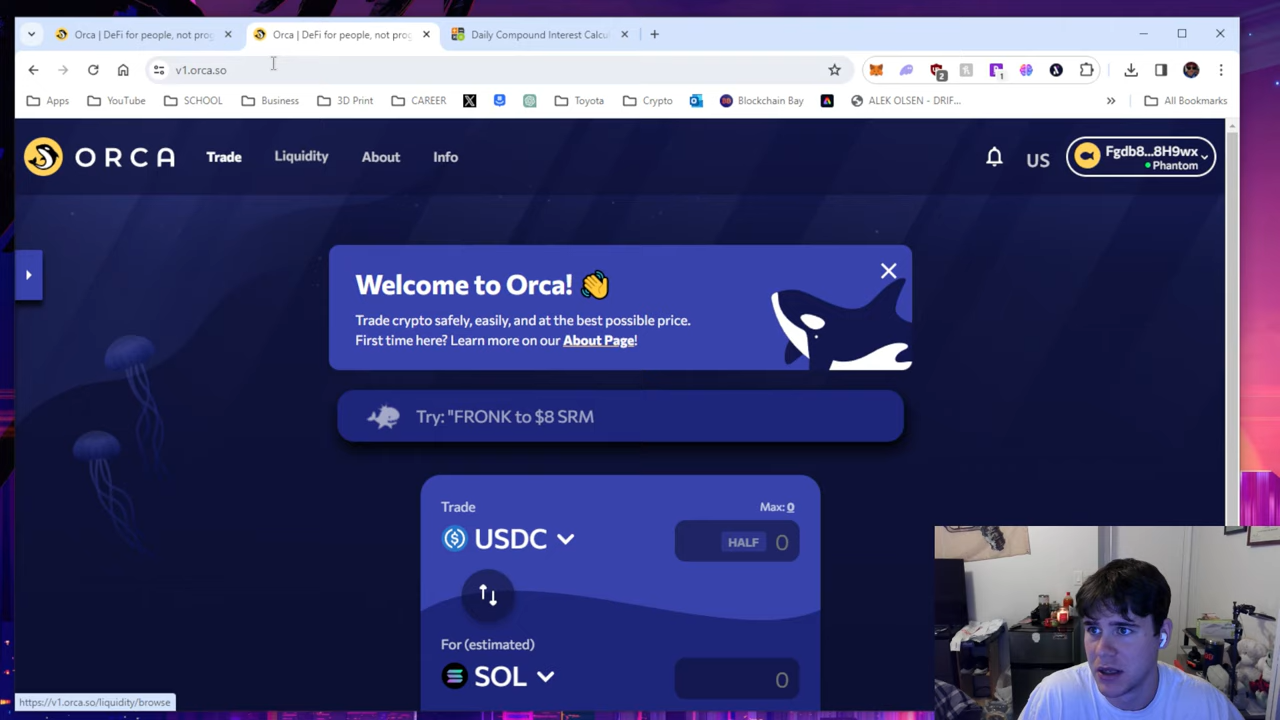 Orca | DeFi for people, not prog
Orca | DeFi for people, not prog
Daily Compound Interest Calcu
v1.orca.so
2
1
Apps
YouTube
SCHOOL
Business
3D Print
CAREER
Toyota
Crypto
Blockchain Bay
ALEK OLSEN - DRIF...
All Bookmarks
ORCA
Trade
Liquidity
About
Info
US
Fgdb8...8H9wx
Phantom
Welcome to Orca! 👋
Trade crypto safely, easily, and at the best possible price.
First time here? Learn more on our About Page!
Try: "FRONK to $8 SRM
Trade
Max: 0
USDC
HALF
0
For (estimated)
SOL
0
https://v1.orca.so/liquidity/browse